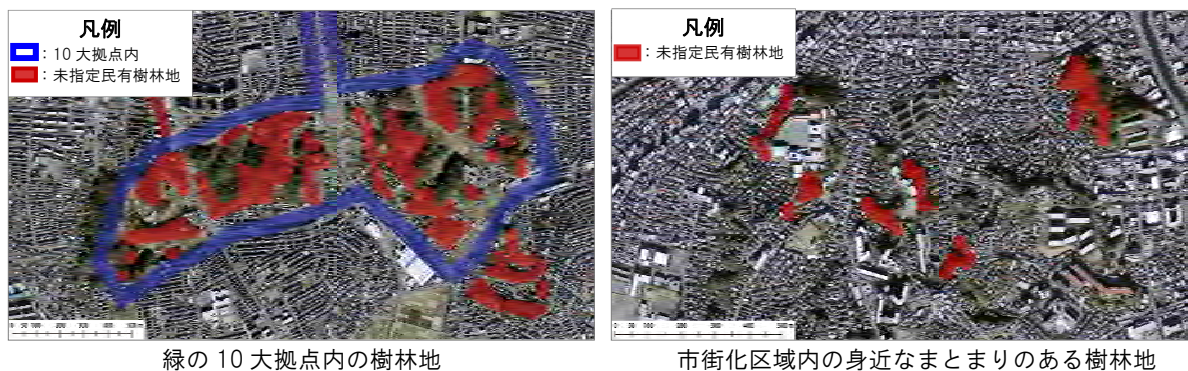 凡例
：10 大拠点内
：未指定民有樹林地
凡例
：未指定民有樹林地
緑の 10 大拠点内の樹林地
市街化区域内の身近なまとまりのある樹林地